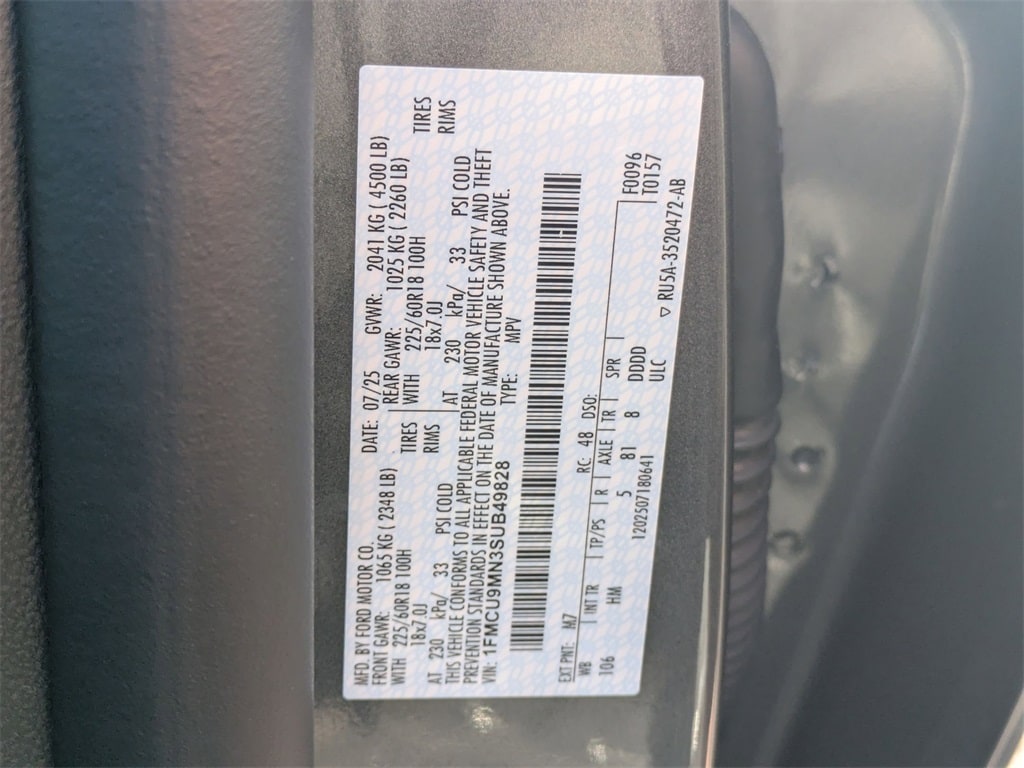 MFD. BY FORD MOTOR CO. DATE: 07/25 GVWR: 2041 KG ( 4500 LB)
FRONT GAWR: 1065 KG ( 2348 LB) REAR GAWR: 1025 KG ( 2260 LB)
WITH 225/60R18 100H TIRES WITH 225/60R18 100H TIRES
18x7.0J RIMS 18x7.0J RIMS
AT 230 kPa/ 33 PSI COLD AT 230 kPa/ 33 PSI COLD
THIS VEHICLE CONFORMS TO ALL APPLICABLE FEDERAL MOTOR VEHICLE SAFETY AND THEFT
PREVENTION STANDARDS IN EFFECT ON THE DATE OF MANUFACTURE SHOWN ABOVE.
VIN: 1FMCU9MN3SUB49828 TYPE: MPV
EXT PNT: M7 RC: 48 DSO:
WB INT TR TP/PS R AXLE TR SPR F0096
106 HM 5 81 8 DDDD T0157
1202507180641 ULC
▽ RU5A-3520472-AB